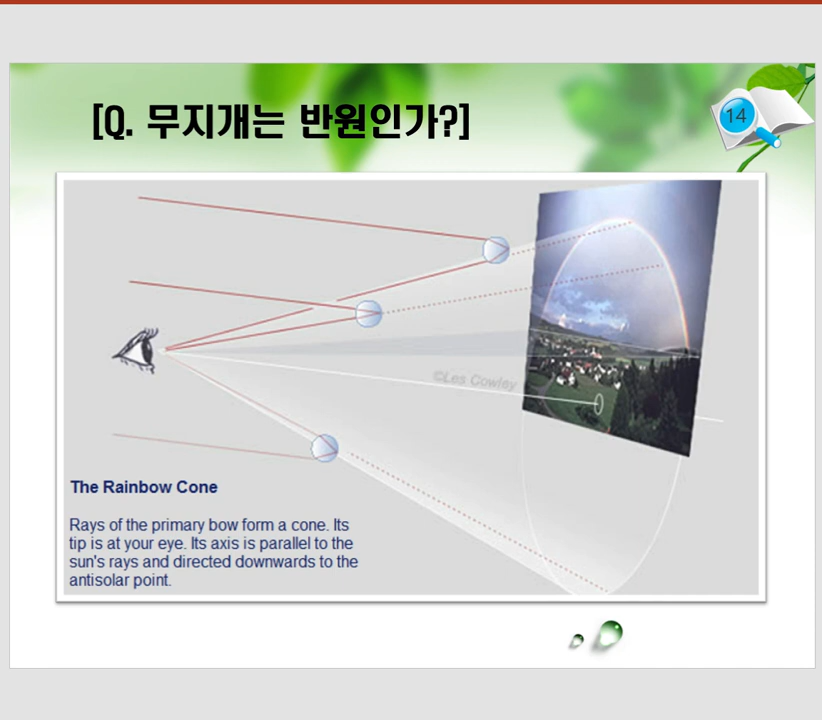 [Q. 무지개는 반원인가?]
14
©Les Cowley
The Rainbow Cone
Rays of the primary bow form a cone. Its
tip is at your eye. Its axis is parallel to the
sun's rays and directed downwards to the
antisolar point.